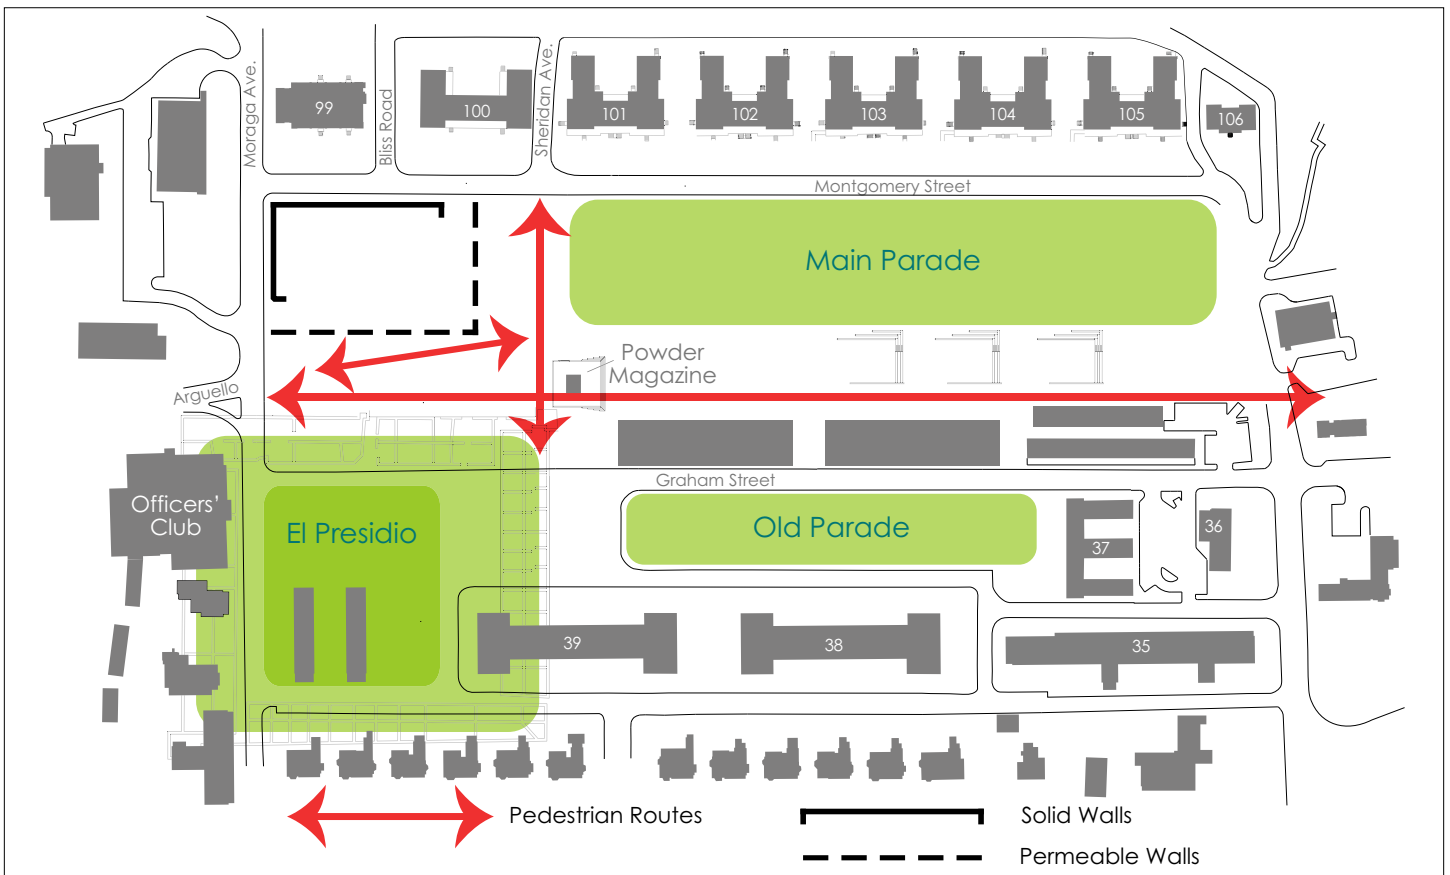 Moraga Ave.
99
Bliss Road
100
Sheridan Ave.
101
102
103
104
105
106
Montgomery Street
Main Parade
Powder
Magazine
Arguello
Graham Street
Officers’
Club
El Presidio
Old Parade
37
36
39
38
35
Pedestrian Routes
Solid Walls
Permeable Walls